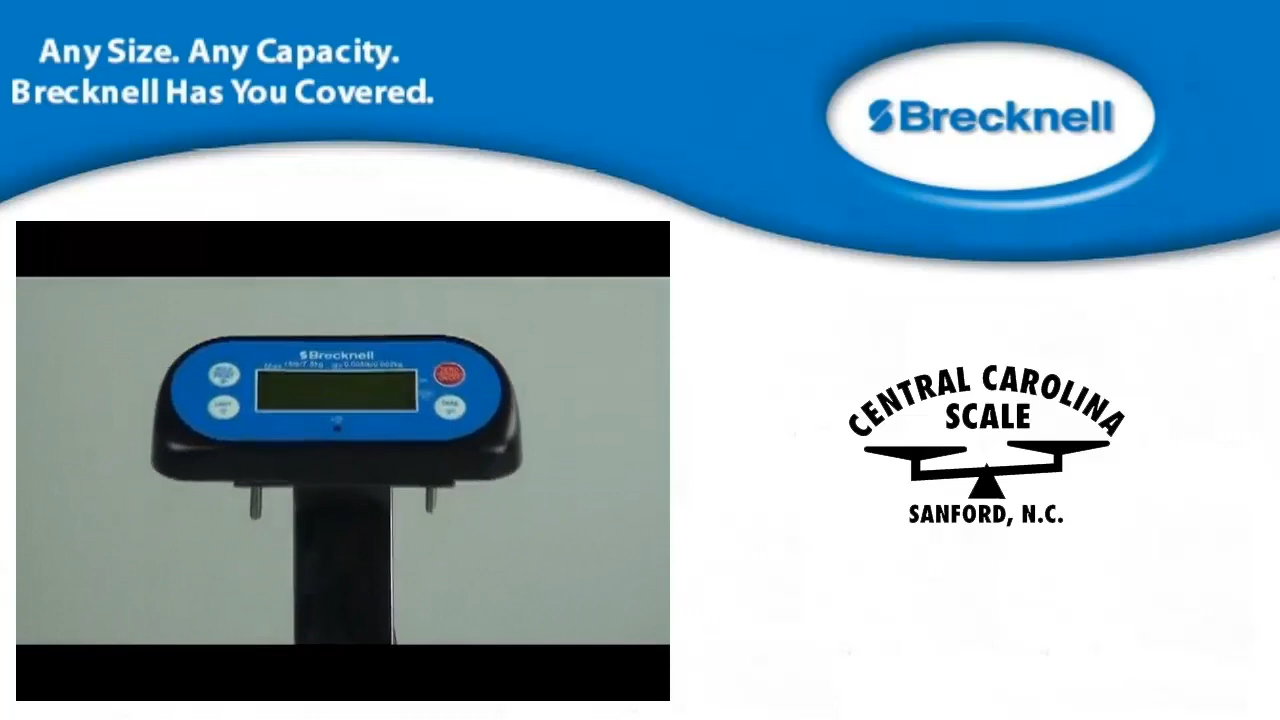 Any Size. Any Capacity.
Brecknell Has You Covered.
Brecknell
Brecknell
CENTRAL CAROLINA
SCALE
SANFORD, N.C.